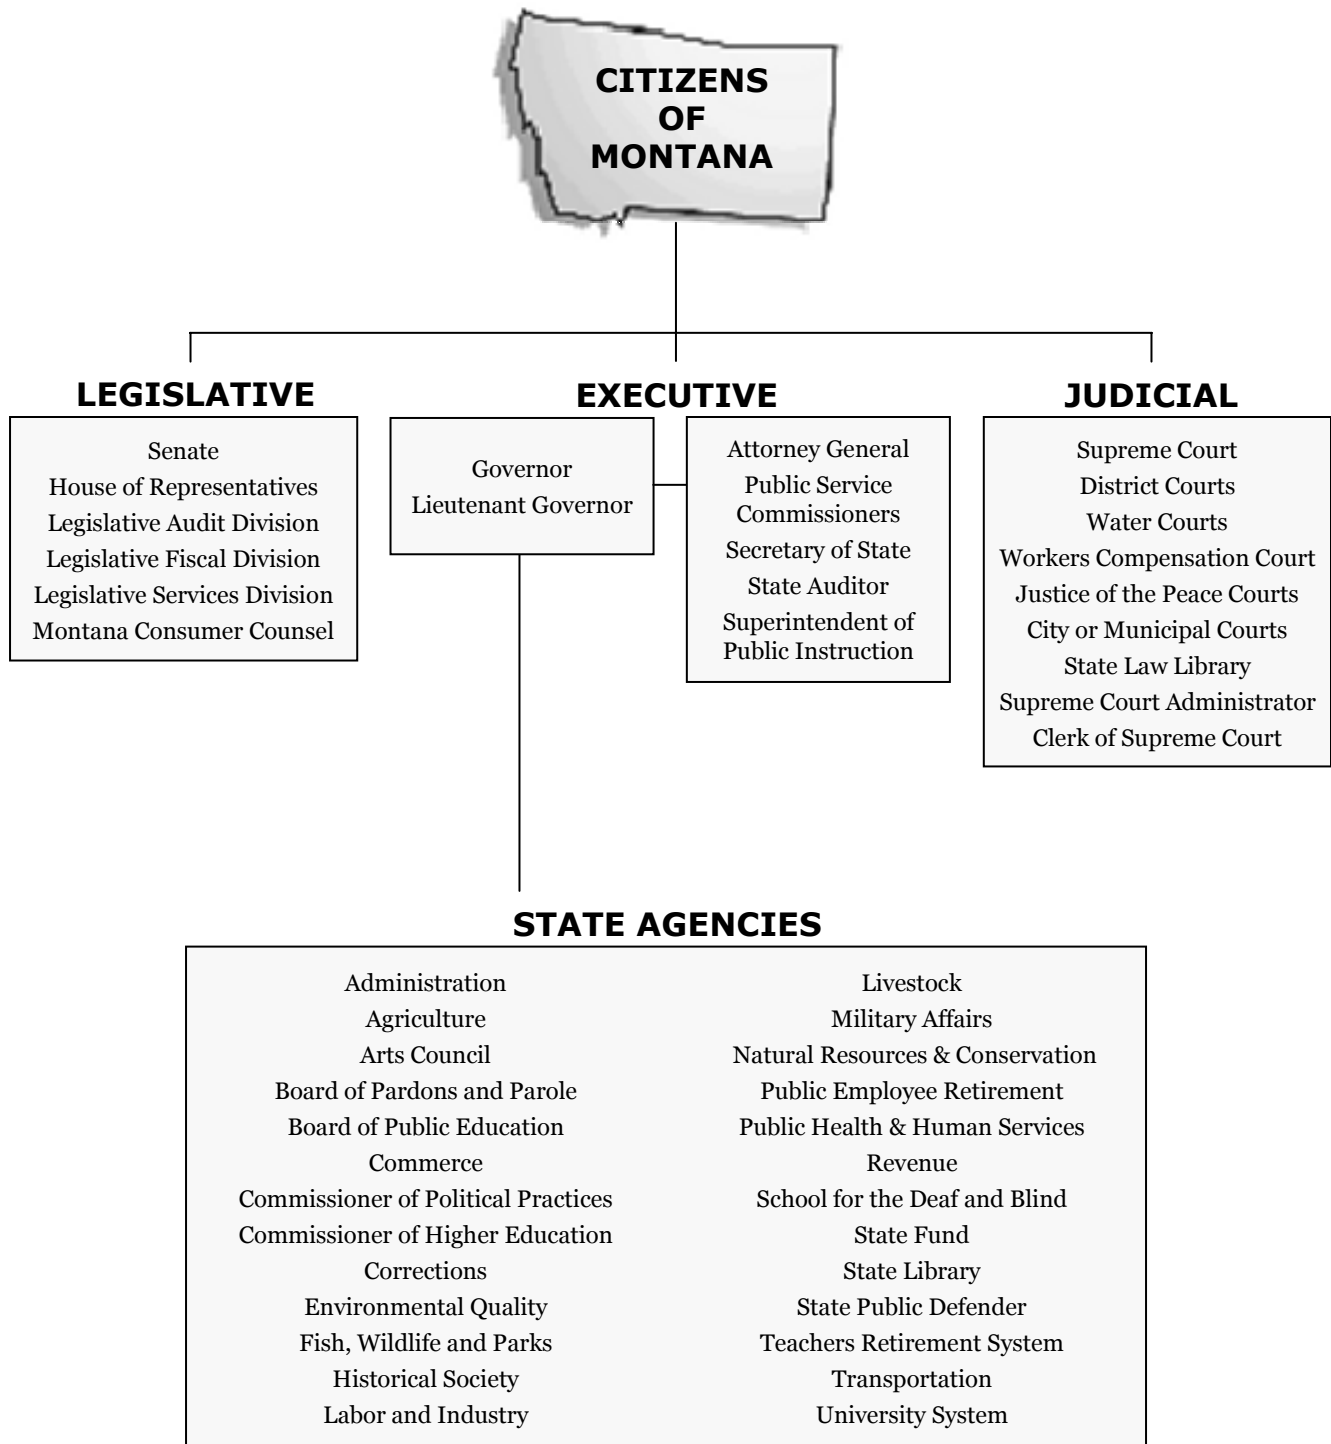 CITIZENS
OF
MONTANA
LEGISLATIVE
Senate
House of Representatives
Legislative Audit Division
Legislative Fiscal Division
Legislative Services Division
Montana Consumer Counsel
EXECUTIVE
Governor
Lieutenant Governor
Attorney General
Public Service
Commissioners
Secretary of State
State Auditor
Superintendent of
Public Instruction
JUDICIAL
Supreme Court
District Courts
Water Courts
Workers Compensation Court
Justice of the Peace Courts
City or Municipal Courts
State Law Library
Supreme Court Administrator
Clerk of Supreme Court
STATE AGENCIES
Administration
Agriculture
Arts Council
Board of Pardons and Parole
Board of Public Education
Commerce
Commissioner of Political Practices
Commissioner of Higher Education
Corrections
Environmental Quality
Fish, Wildlife and Parks
Historical Society
Labor and Industry
Livestock
Military Affairs
Natural Resources & Conservation
Public Employee Retirement
Public Health & Human Services
Revenue
School for the Deaf and Blind
State Fund
State Library
State Public Defender
Teachers Retirement System
Transportation
University System